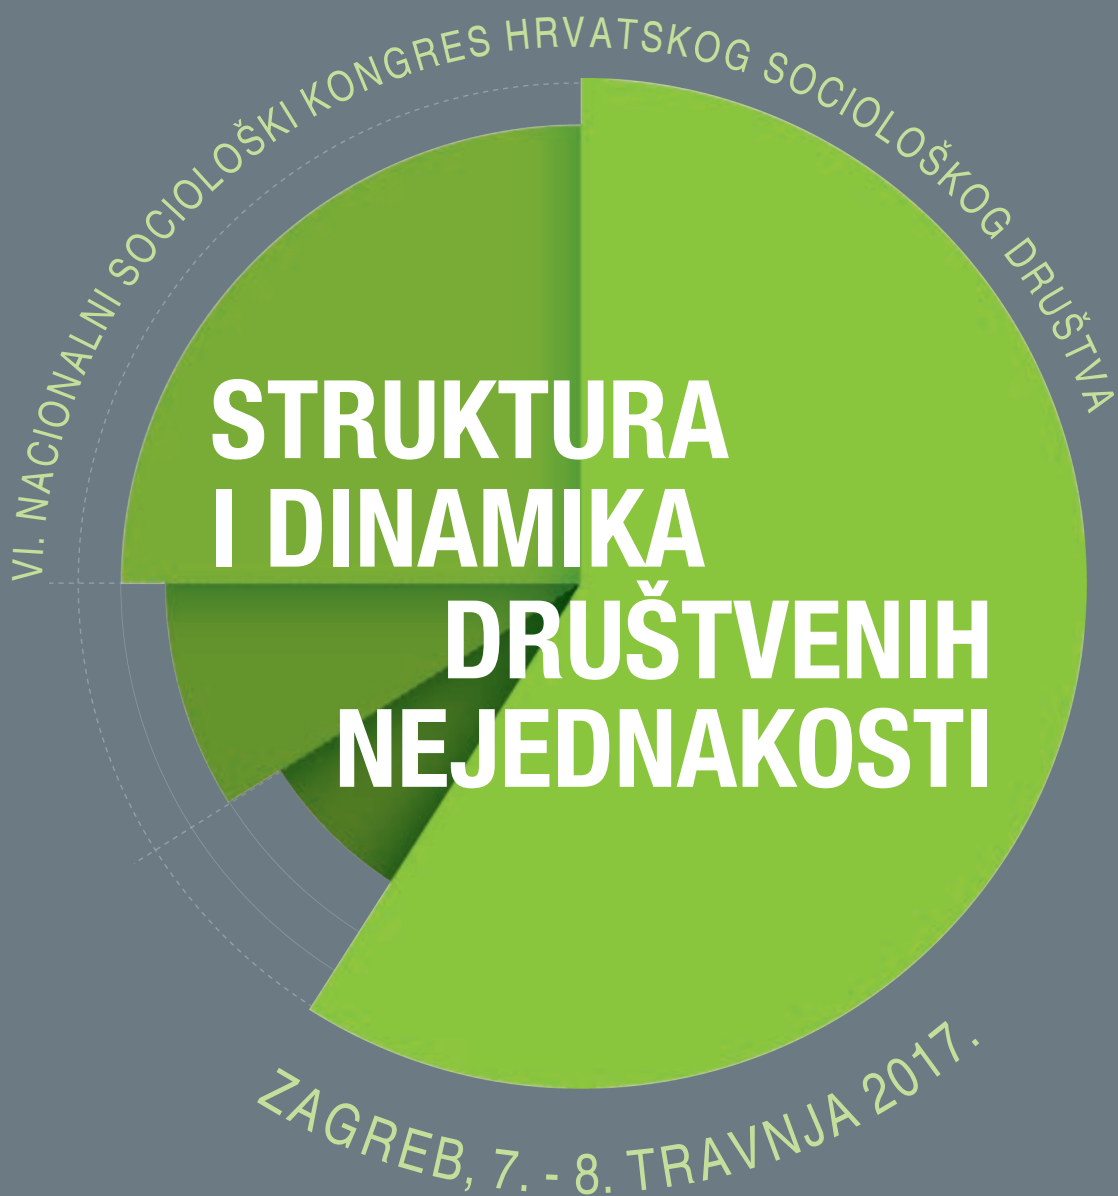 VI. NACIONALNI SOCIOLOŠKI KONGRES HRVATSKOG SOCIOLOŠKOG DRUŠTVA
STRUKTURA
I DINAMIKA
DRUŠTVENIH
NEJEDNAKOSTI
ZAGREB, 7. - 8. TRAVNJA 2017.